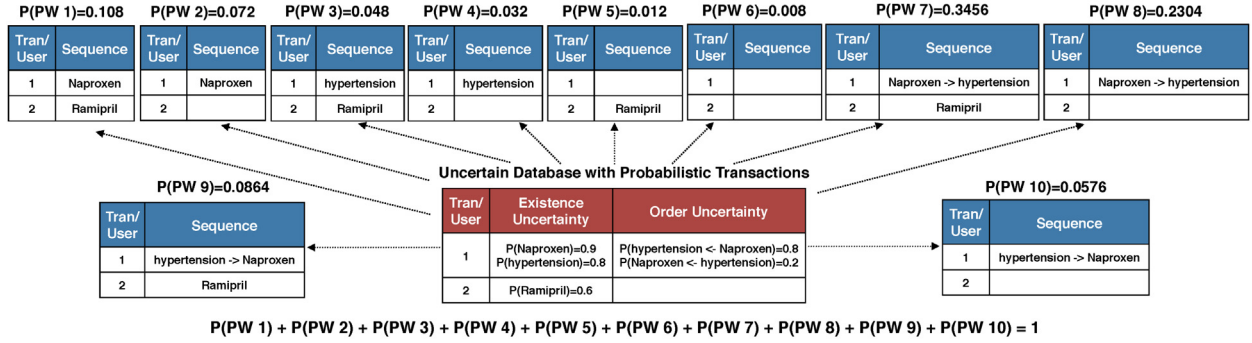 P(PW 1)=0.108
Tran/ User Sequence
1 Naproxen
2 Ramipril
P(PW 2)=0.072
Tran/ User Sequence
1 Naproxen
2
P(PW 3)=0.048
Tran/ User Sequence
1 hypertension
2 Ramipril
P(PW 4)=0.032
Tran/ User Sequence
1 hypertension
2
P(PW 5)=0.012
Tran/ User Sequence
1
2 Ramipril
P(PW 6)=0.008
Tran/ User Sequence
1
2
P(PW 7)=0.3456
Tran/ User Sequence
1 Naproxen -> hypertension
2 Ramipril
P(PW 8)=0.2304
Tran/ User Sequence
1 Naproxen -> hypertension
2
P(PW 9)=0.0864
Tran/ User Sequence
1 hypertension -> Naproxen
2 Ramipril
Uncertain Database with Probabilistic Transactions
Tran/ User Existence Uncertainty Order Uncertainty
1 P(Naproxen)=0.9 P(hypertension <- Naproxen)=0.8
P(hypertension)=0.8 P(Naproxen <- hypertension)=0.2
2 P(Ramipril)=0.6
P(PW 10)=0.0576
Tran/ User Sequence
1 hypertension -> Naproxen
2
P(PW 1) + P(PW 2) + P(PW 3) + P(PW 4) + P(PW 5) + P(PW 6) + P(PW 7) + P(PW 8) + P(PW 9) + P(PW 10) = 1